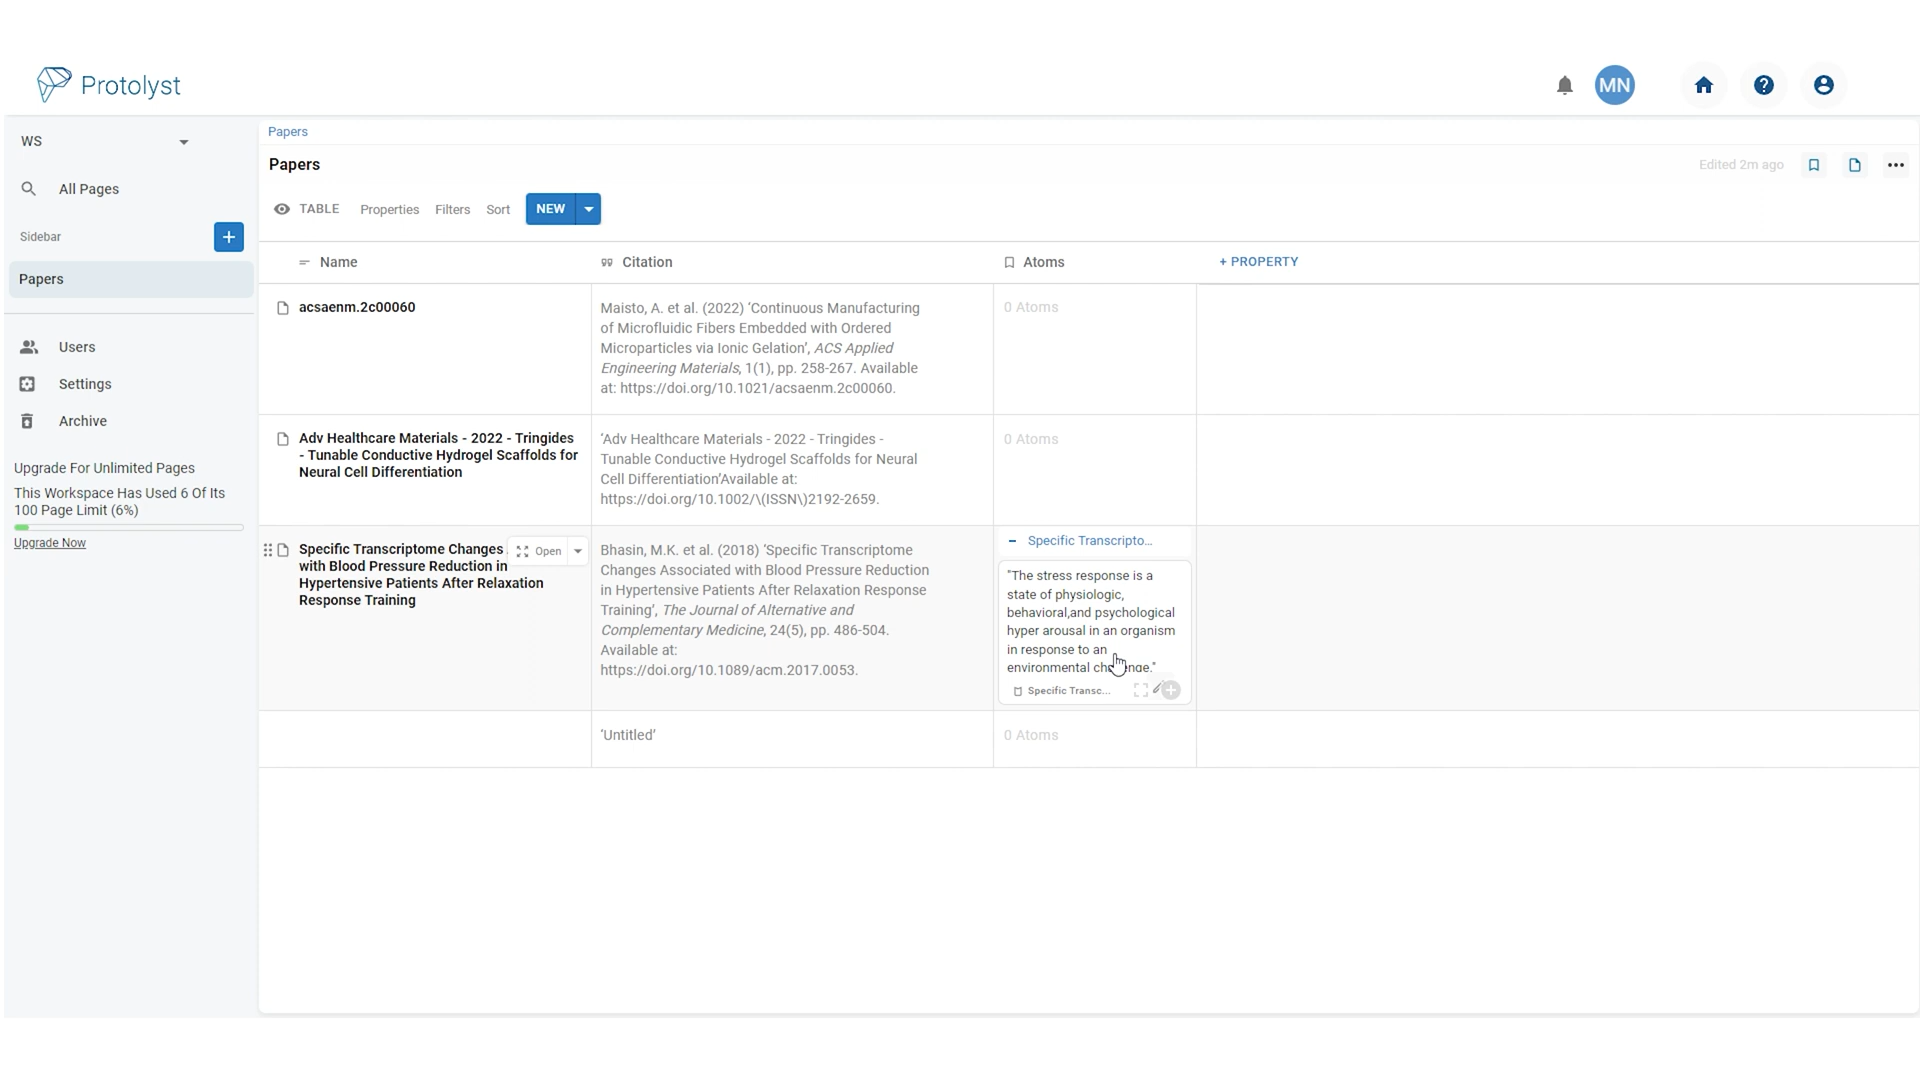 Protolyst
MN
WS
All Pages
Sidebar
+
Papers
Users
Settings
Archive
Upgrade For Unlimited Pages
This Workspace Has Used 6 Of Its
100 Page Limit (6%)
Upgrade Now
Papers
Papers
Edited 2m ago
TABLE
Properties
Filters
Sort
NEW
Name
Citation
Atoms
+ PROPERTY
acsaenm.2c00060
Maisto, A. et al. (2022) ‘Continuous Manufacturing
of Microfluidic Fibers Embedded with Ordered
Microparticles via Ionic Gelation’, ACS Applied
Engineering Materials, 1(1), pp. 258-267. Available
at: https://doi.org/10.1021/acsaenm.2c00060.
0 Atoms
Adv Healthcare Materials - 2022 - Tringides
- Tunable Conductive Hydrogel Scaffolds for
Neural Cell Differentiation
‘Adv Healthcare Materials - 2022 - Tringides -
Tunable Conductive Hydrogel Scaffolds for Neural
Cell Differentiation’Available at:
https://doi.org/10.1002/\(ISSN\)2192-2659.
0 Atoms
Specific Transcriptome Changes
with Blood Pressure Reduction in
Hypertensive Patients After Relaxation
Response Training
Open
Bhasin, M.K. et al. (2018) ‘Specific Transcriptome
Changes Associated with Blood Pressure Reduction
in Hypertensive Patients After Relaxation Response
Training’, The Journal of Alternative and
Complementary Medicine, 24(5), pp. 486-504.
Available at:
https://doi.org/10.1089/acm.2017.0053.
Specific Transcripto...
"The stress response is a
state of physiologic,
behavioral,and psychological
hyper arousal in an organism
in response to an
environmental
Specific Transc...
‘Untitled’
0 Atoms